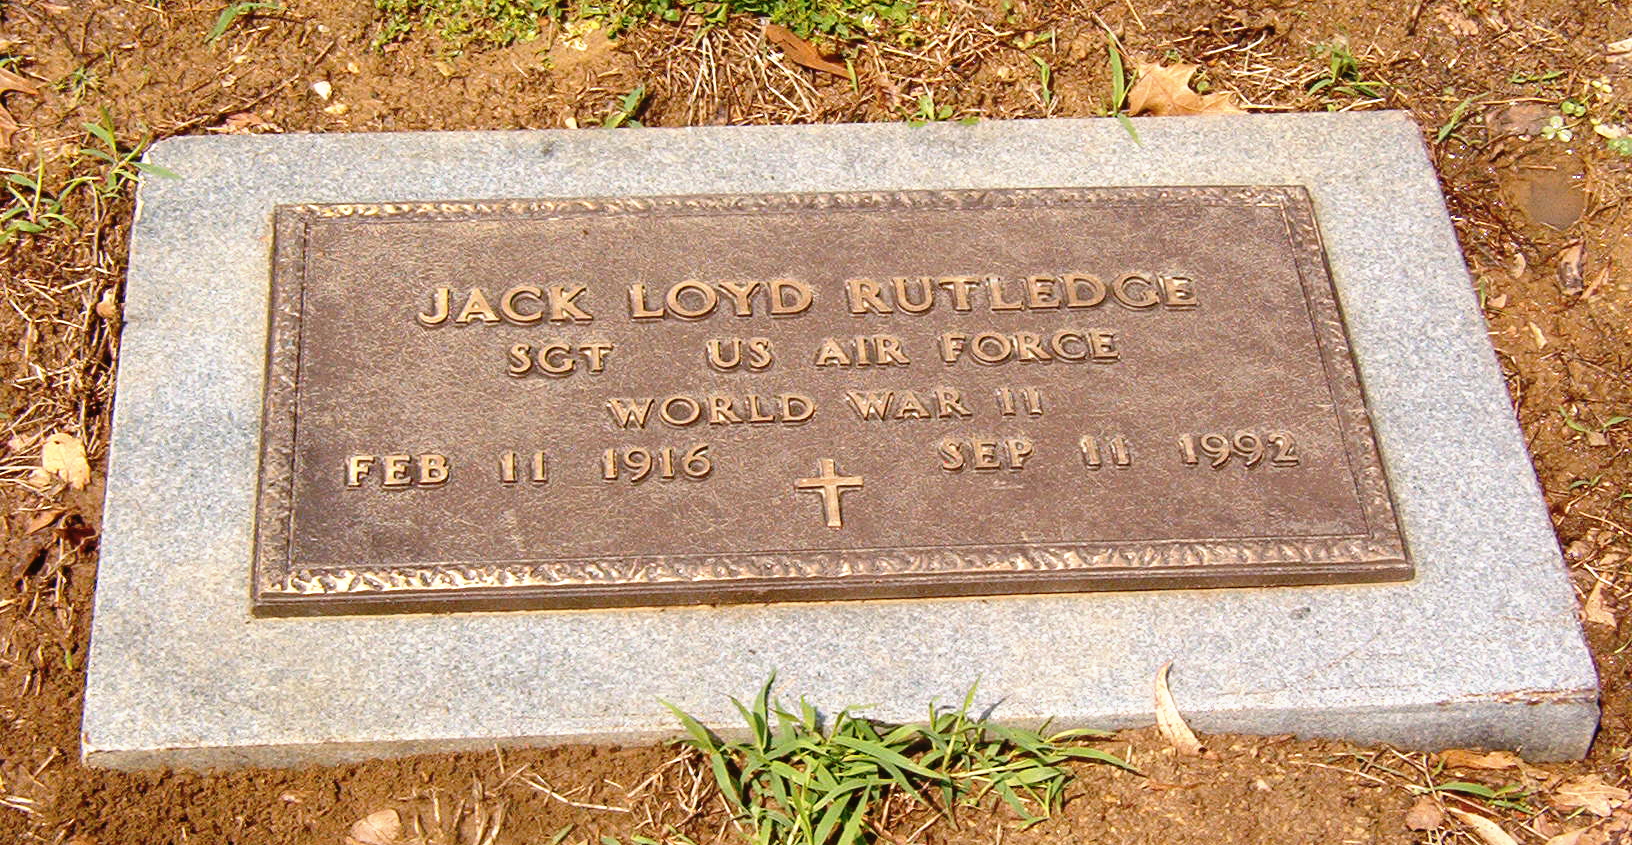 JACK LOYD RUTLEDGE
SGT US AIR FORCE
WORLD WAR II
FEB 11 1916 SEP 11 1992